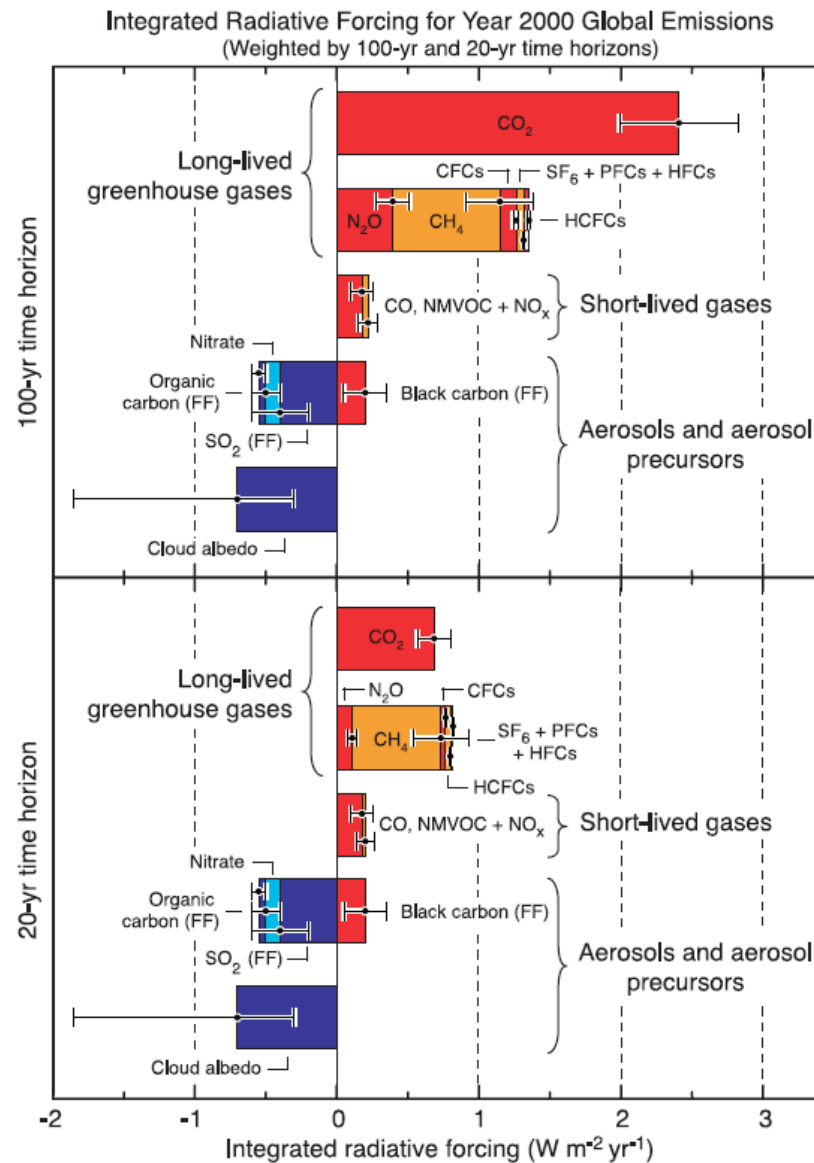 Integrated Radiative Forcing for Year 2000 Global Emissions
(Weighted by 100-yr and 20-yr time horizons)
100-yr time horizon
Long-lived
greenhouse gases
CO2
CFCs
SF6 + PFCs + HFCs
N2O
CH4
HCFCs
CO, NMVOC + NOx
Short-lived gases
Nitrate
Organic
carbon (FF)
SO2 (FF)
Black carbon (FF)
Aerosols and aerosol
precursors
Cloud albedo
20-yr time horizon
Long-lived
greenhouse gases
CO2
N2O
CFCs
CH4
SF6 + PFCs
+ HFCs
HCFCs
CO, NMVOC + NOx
Short-lived gases
Nitrate
Organic
carbon (FF)
SO2 (FF)
Black carbon (FF)
Aerosols and aerosol
precursors
Cloud albedo
-2 -1 0 1 2 3
Integrated radiative forcing (W m-2 yr-1)